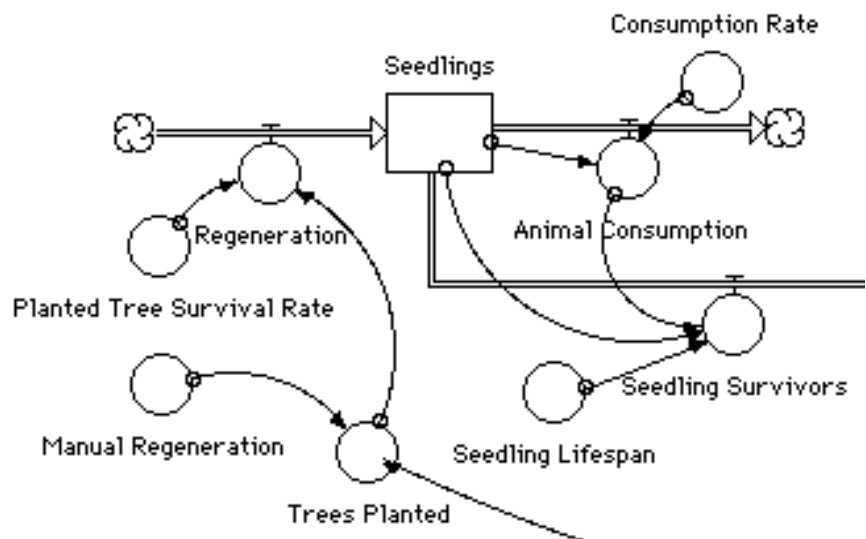 Consumption Rate
Seedlings
Regeneration
Animal Consumption
Planted Tree Survival Rate
Seedling Survivors
Manual Regeneration
Seedling Lifespan
Trees Planted